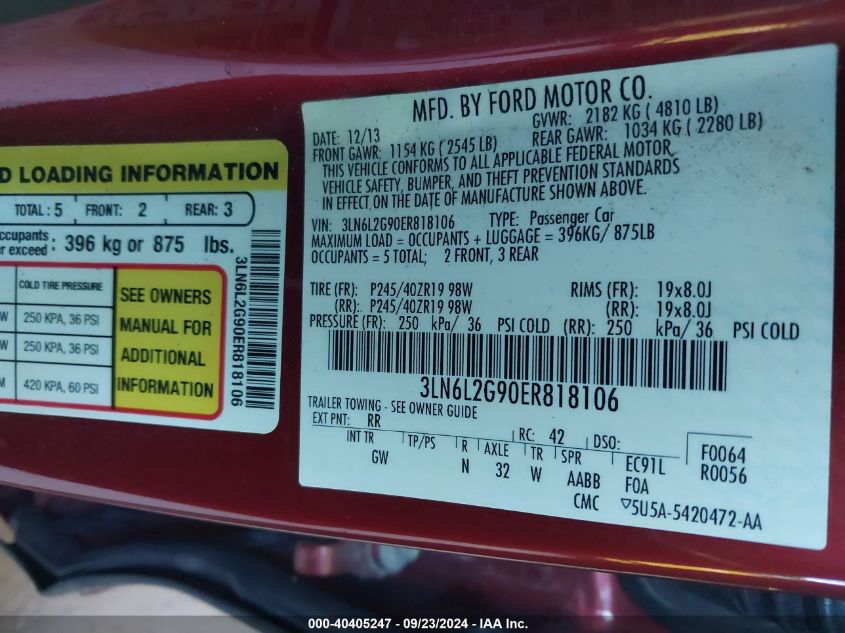 D LOADING INFORMATION
TOTAL : 5 FRONT: 2 REAR: 3
ccupants: 396 kg or 875 lbs.
er exceed :
COLD TIRE PRESSURE
W 250 KPA, 36 PSI
W 250 KPA, 36 PSI
M 420 KPA, 60 PSI
SEE OWNERS
MANUAL FOR
ADDITIONAL
INFORMATION
3LN6L2G90ER818106
MFD. BY FORD MOTOR CO.
DATE: 12/13 GVWR: 2182 KG ( 4810 LB)
FRONT GAWR: 1154 KG ( 2545 LB) REAR GAWR: 1034 KG ( 2280 LB)
THIS VEHICLE CONFORMS TO ALL APPLICABLE FEDERAL MOTOR
VEHICLE SAFETY, BUMPER, AND THEFT PREVENTION STANDARDS
IN EFFECT ON THE DATE OF MANUFACTURE SHOWN ABOVE.
VIN: 3LN6L2G90ER818106 TYPE: Passenger Car
MAXIMUM LOAD = OCCUPANTS + LUGGAGE = 396KG/ 875LB
OCCUPANTS = 5 TOTAL; 2 FRONT, 3 REAR
TIRE (FR): P245/40ZR19 98W RIMS (FR): 19x8.0J
(RR): P245/40ZR19 98W (RR): 19x8.0J
PRESSURE (FR): 250 kPa/ 36 PSI COLD (RR): 250 kPa/ 36 PSI COLD
3LN6L2G90ER818106
TRAILER TOWING - SEE OWNER GUIDE
EXT PNT: RR RC: 42 DSO: F0064
INT TR TP/PS R AXLE TR SPR EC91L R0056
GW N 32 W AABB FOA
CMC ▽5U5A-5420472-AA
000-40405247 - 09/23/2024 - IAA Inc.